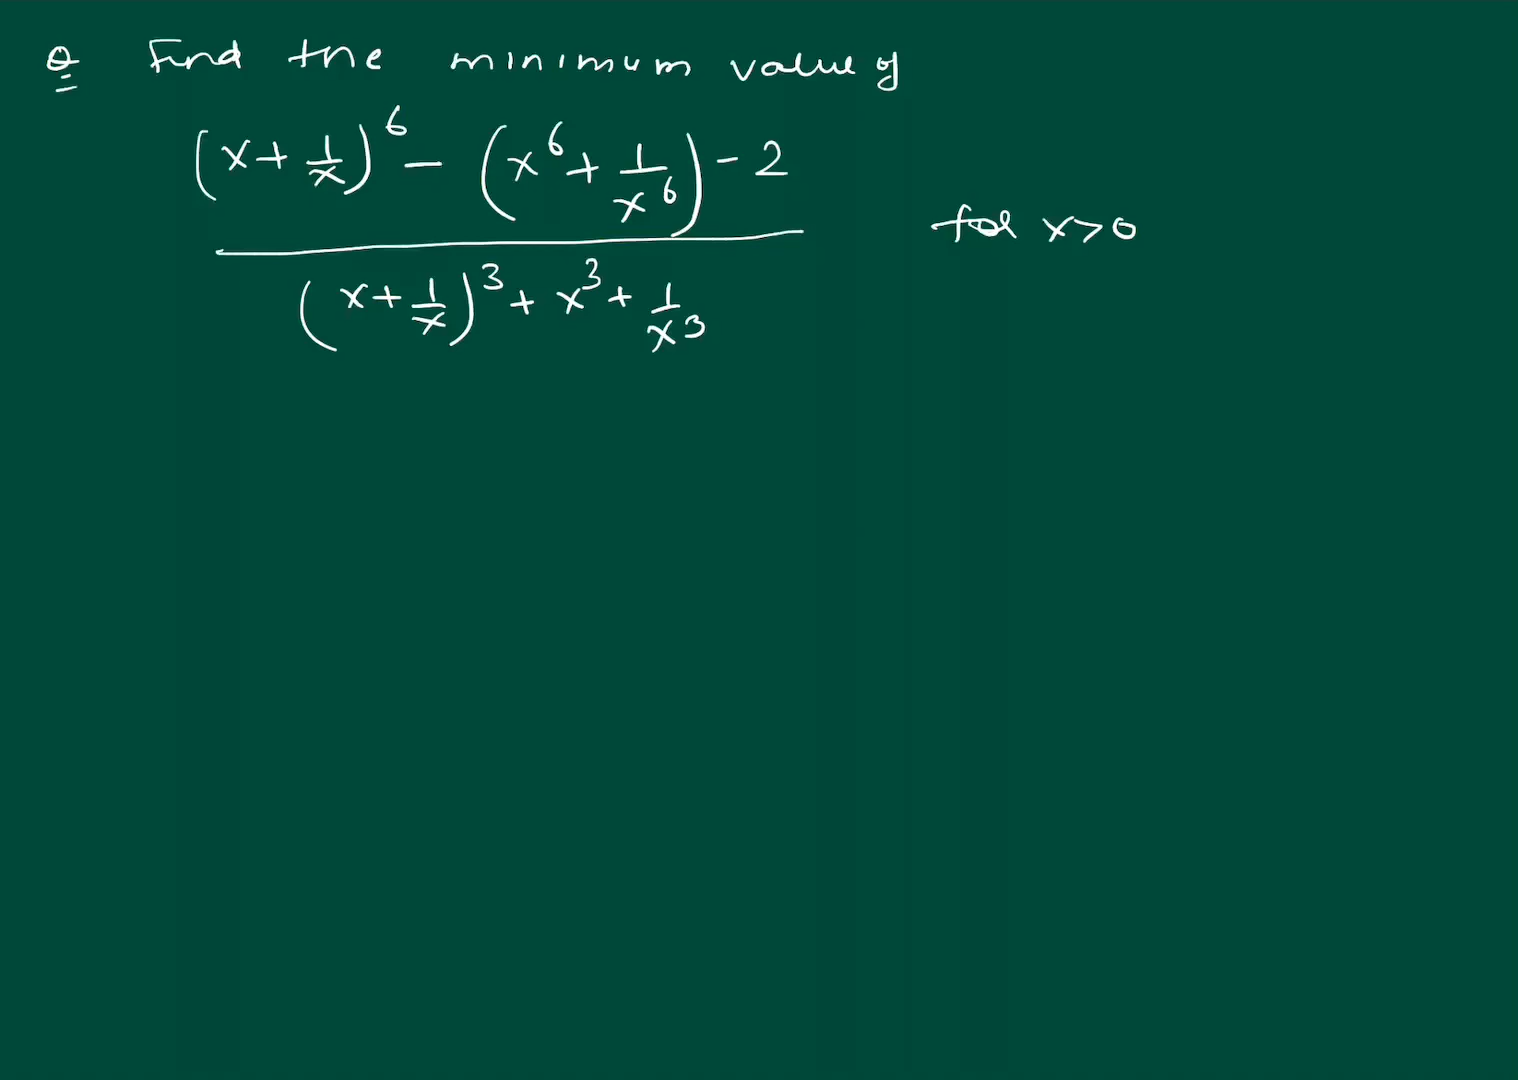 Q Find the minimum value of
(x + 1/x)^6 - (x^6 + 1/x^6) - 2
for x>0
(x + 1/x)^3 + x^3 + 1/x^3